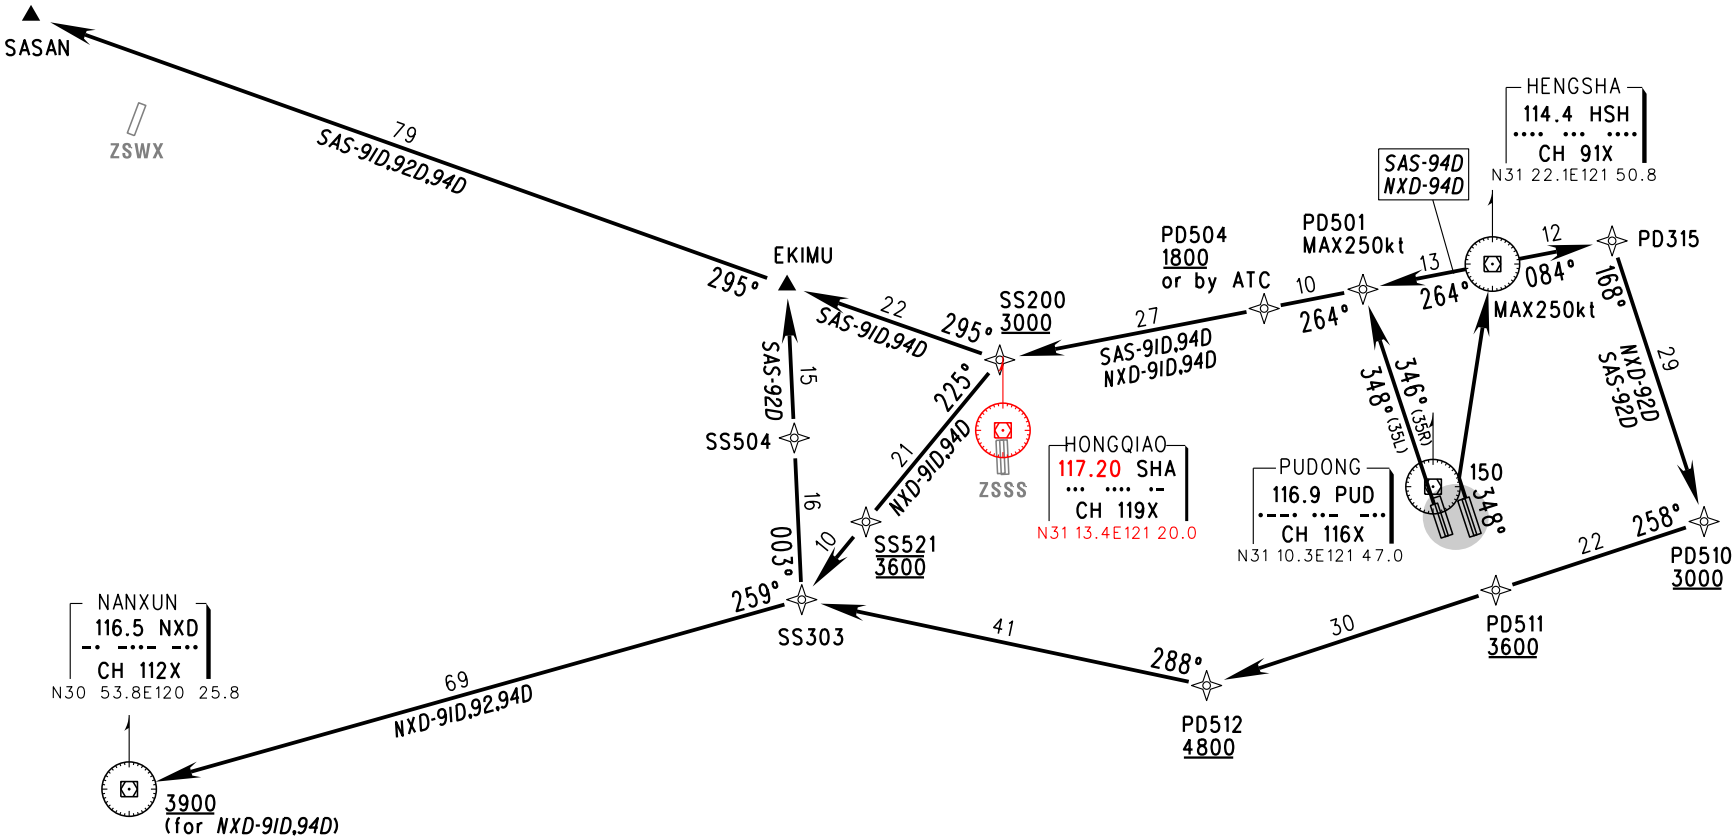 SASAN
ZSWX
79
SAS-91D,92D,94D
EKIMU
295°
22
SAS-91D,94D
295°
SS200
3000
27
SAS-91D,94D
NXD-91D,94D
PD504
1800
or by ATC
10
264°
PD501
MAX250kt
13
264°
SAS-94D
NXD-94D
HENGSHA
114.4 HSH
CH 91X
N31 22.1E121 50.8
12
084°
MAX250kt
PD315
168°
29
NXD-92D
SAS-92D
346° (35R)
348° (35L)
150
348°
PUDONG
116.9 PUD
CH 116X
N31 10.3E121 47.0
HONGQIAO
117.20 SHA
CH 119X
N31 13.4E121 20.0
ZSSS
225°
21
NXD-91D,94D
SS521
3600
10
15
SAS-92D
SS504
16
003°
259°
SS303
41
288°
PD512
4800
30
PD511
3600
22
258°
PD510
3000
69
NXD-91D,92,94D
NANXUN
116.5 NXD
CH 112X
N30 53.8E120 25.8
3900
(for NXD-91D,94D)